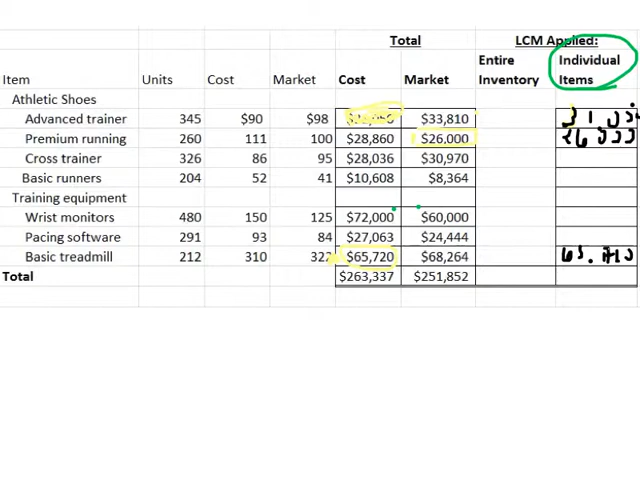 Total LCM Applied:
Entire Individual
Item Units Cost Market Cost Market Inventory Items
Athletic Shoes
Advanced trainer 345 $90 $98 $33,810
Premium running 260 111 100 $28,860 $26,000
Cross trainer 326 86 95 $28,036 $30,970
Basic runners 204 52 41 $10,608 $8,364
Training equipment
Wrist monitors 480 150 125 $72,000 $60,000
Pacing software 291 93 84 $27,063 $24,444
Basic treadmill 212 310 322 $65,720 $68,264
Total $263,337 $251,852